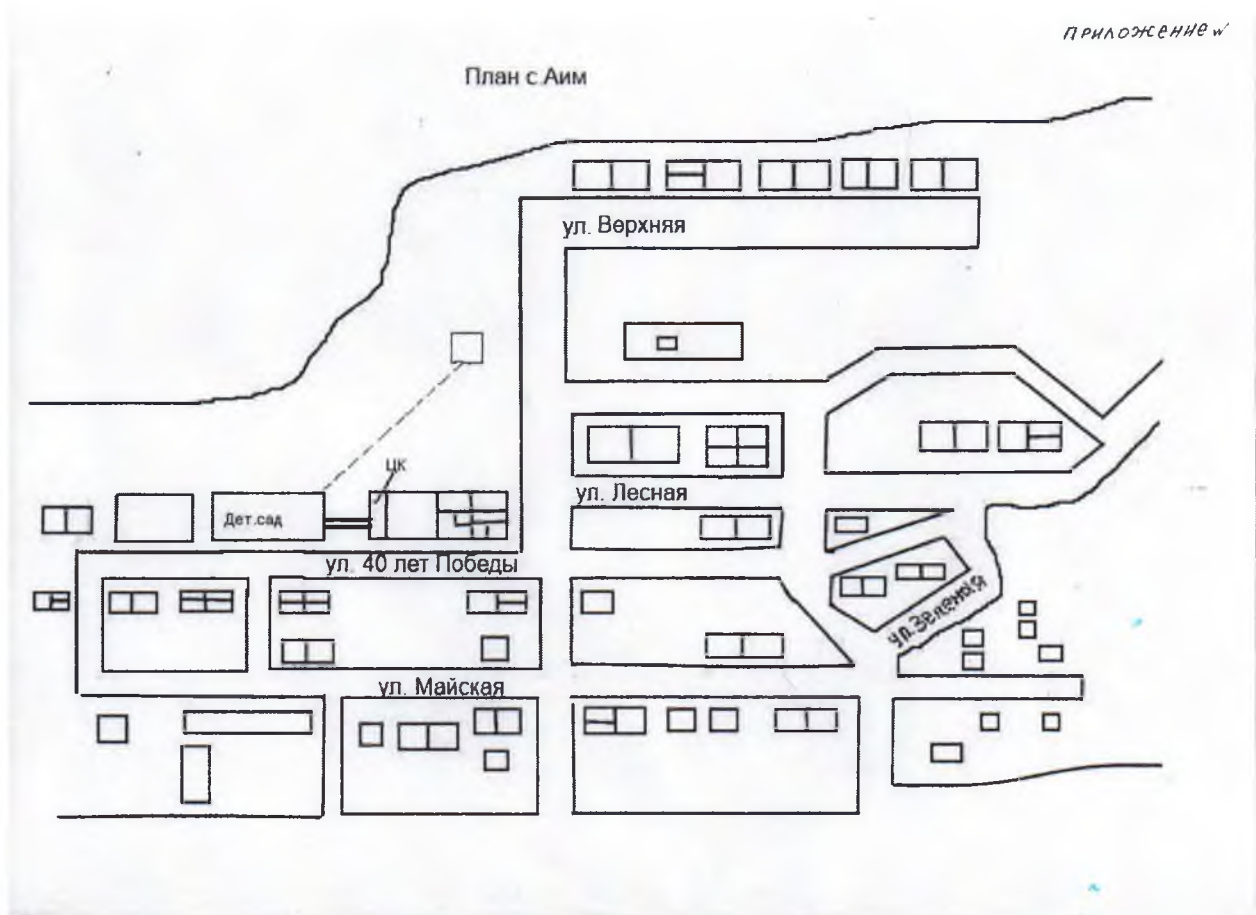 приложение
План с.Аим
ул. Верхняя
цк
ул. Лесная
Дет.сад
ул. 40 лет Победы
ул. Зеленая
ул. Майская